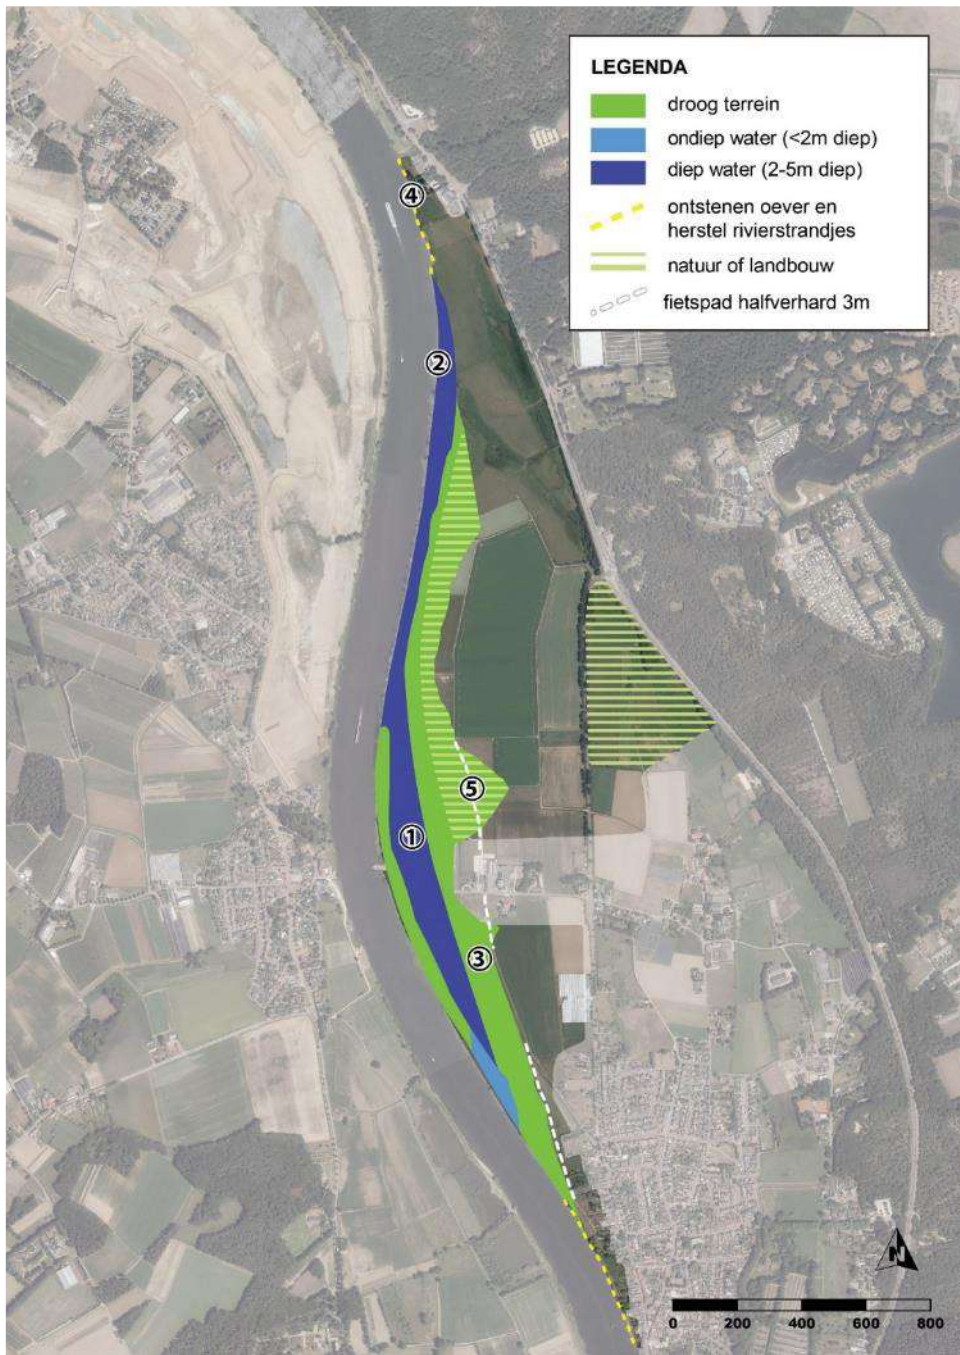 LEGENDA
droog terrein
ondiep water (<2m diep)
diep water (2-5m diep)
ontstenen oever en
herstel rivierstrandjes
natuur of landbouw
fietspad halfverhard 3m
4
2
5
1
3
N
0 200 400 600 800